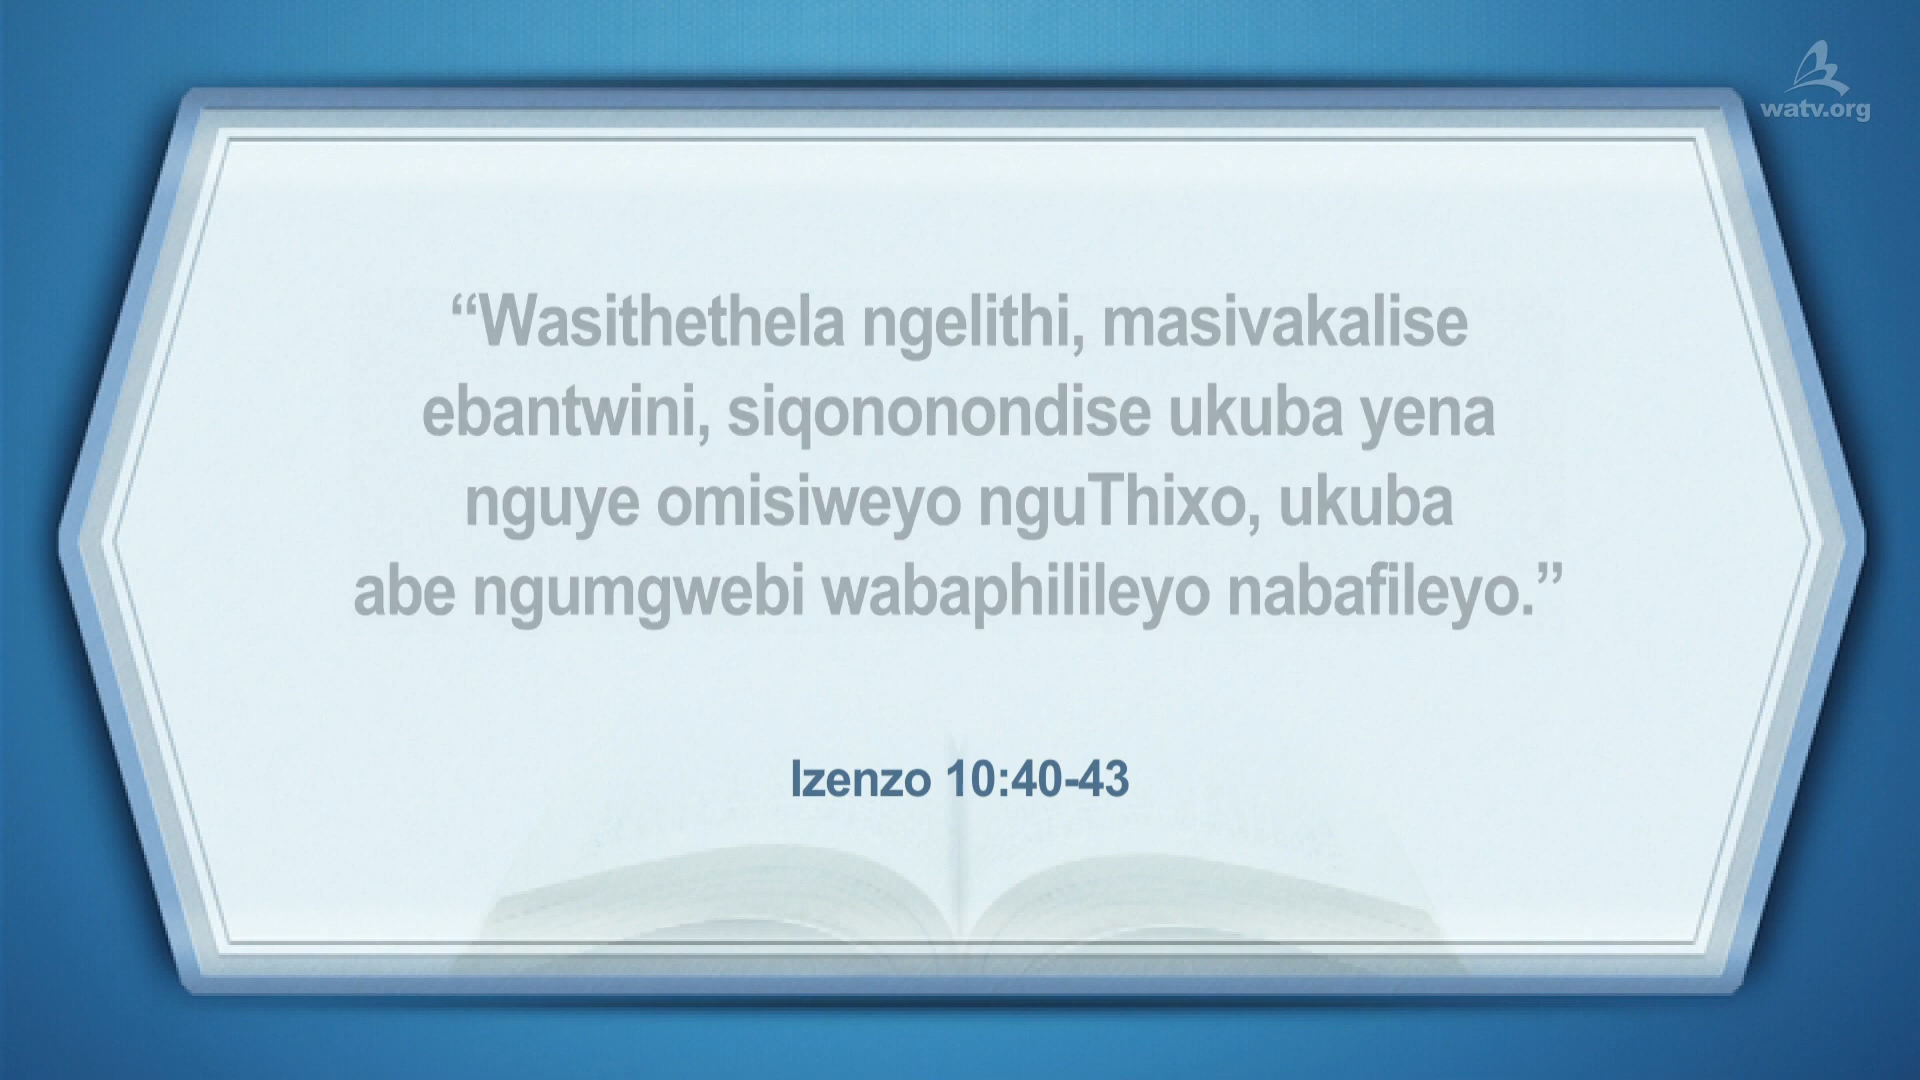 watv.org
“Wasithethela ngelithi, masivakalise
ebantwini, siqononondise ukuba yena
nguye omisiweyo nguThixo, ukuba
abe ngumgwebi wabaphilileyo nabafileyo.”
Izenzo 10:40-43